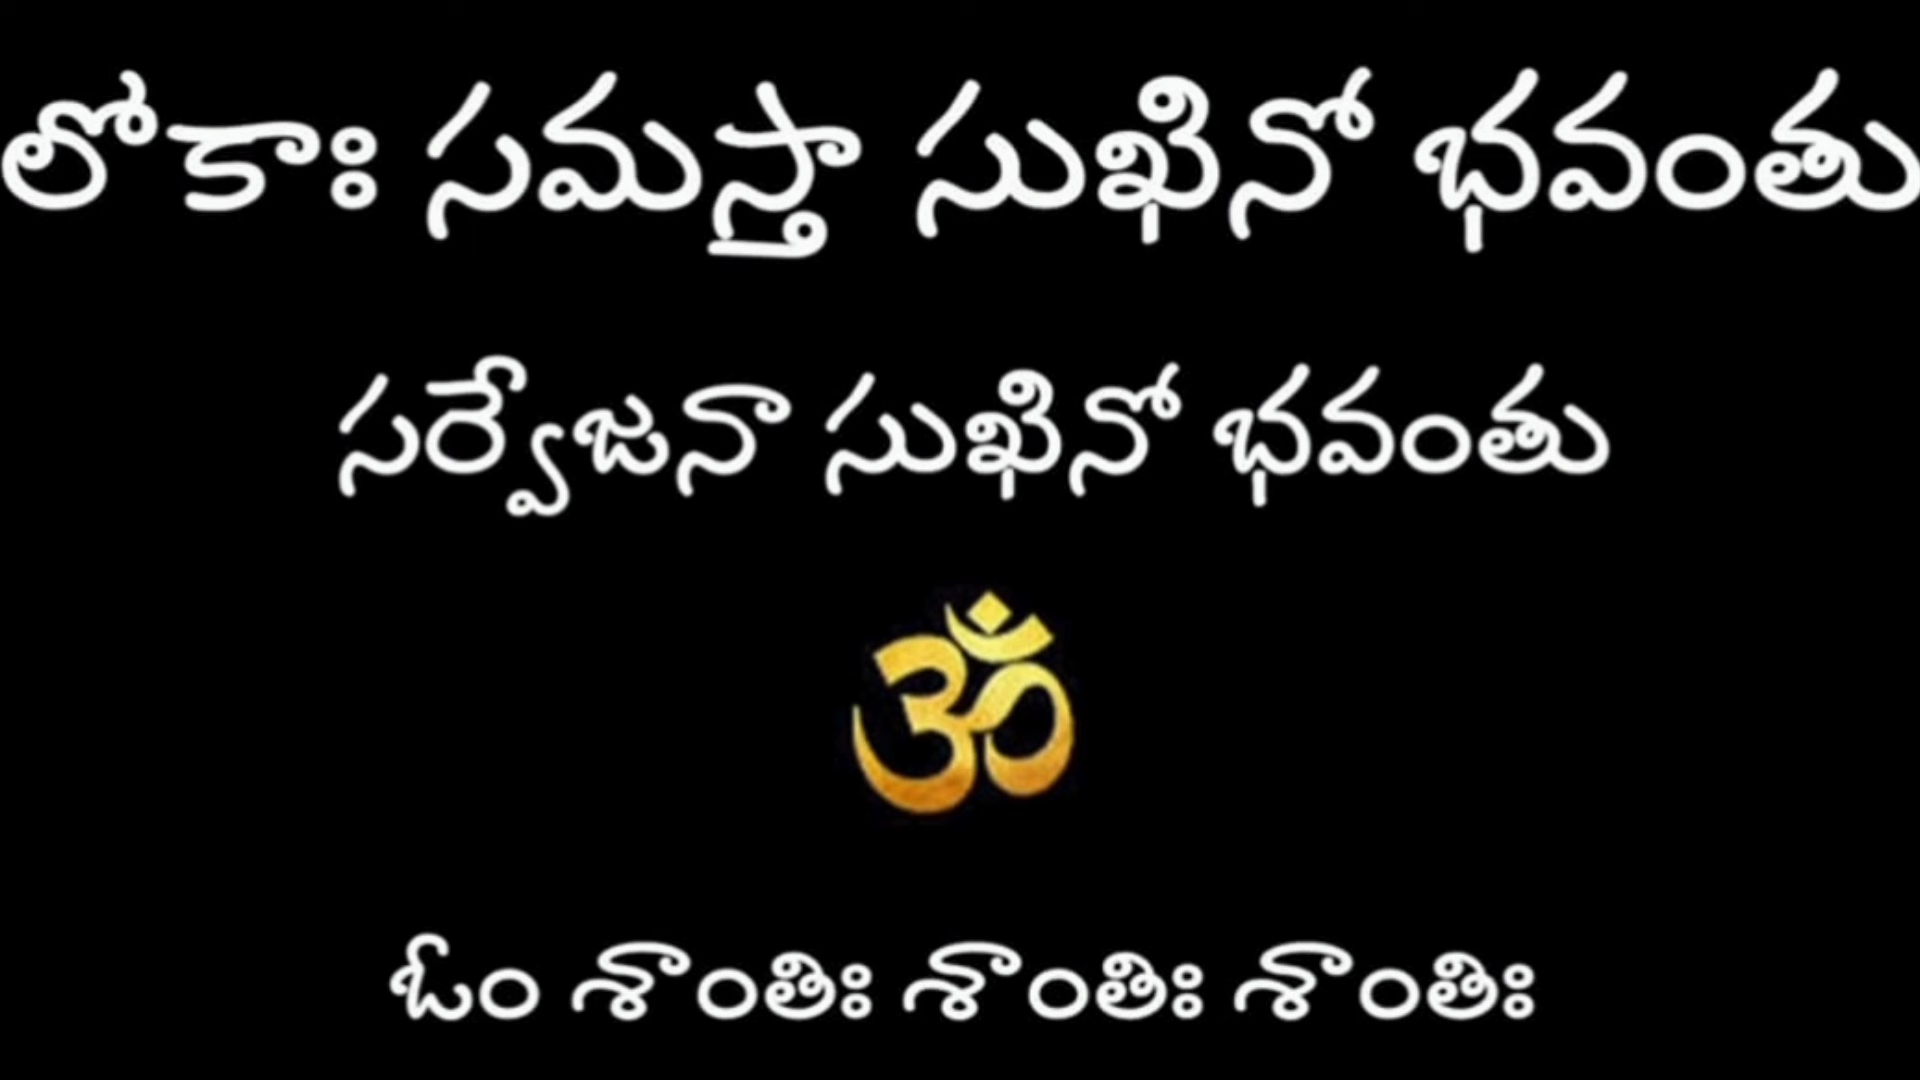 లోకాః సమస్తా సుఖినో భవంతు
సర్వేజనా సుఖినో భవంతు
ॐ
ఓం శాంతిః శాంతిః శాంతిః